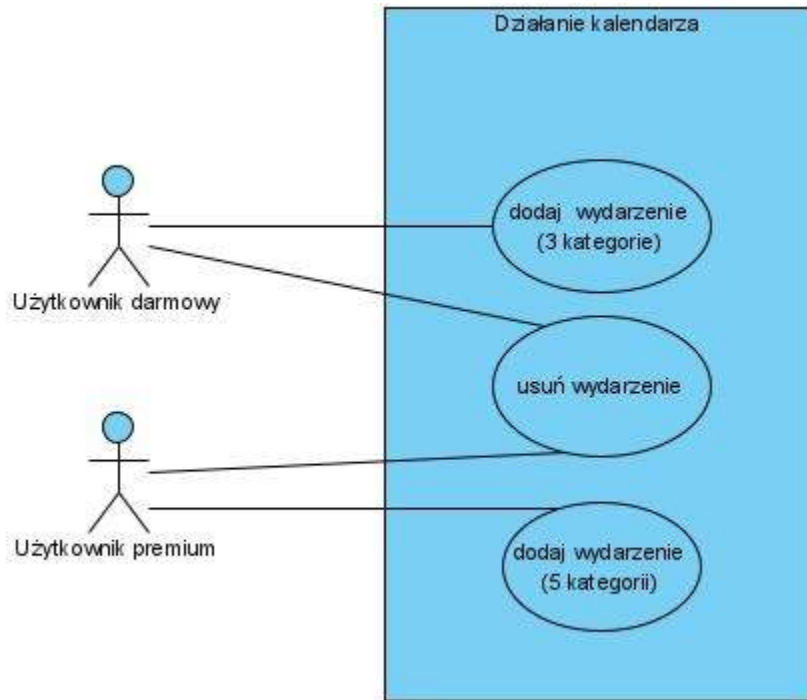 Działanie kalendarza
dodaj wydarzenie
(3 kategorie)
Użytkownik darmowy
usuń wydarzenie
Użytkownik premium
dodaj wydarzenie
(5 kategorii)